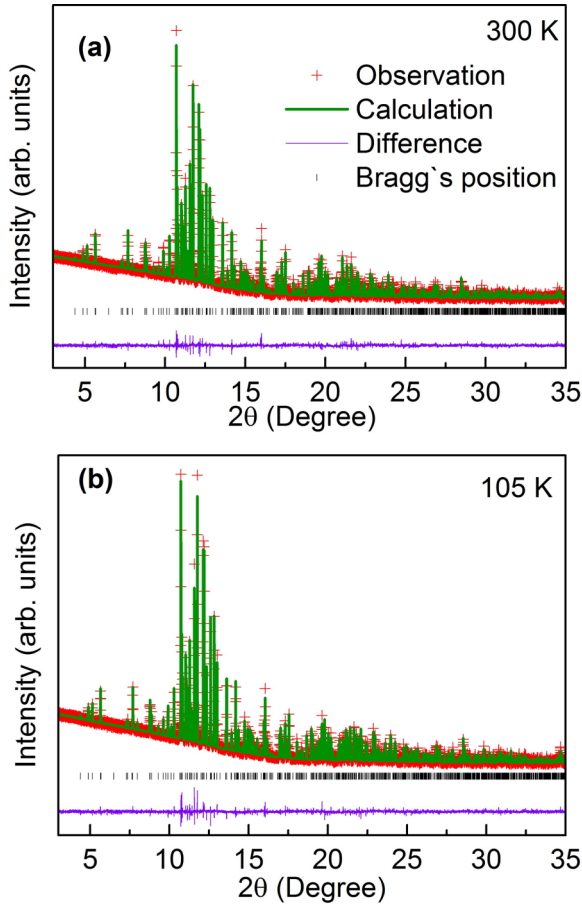 (a)
300 K
Observation
Calculation
Difference
Bragg`s position
Intensity (arb. units)
5 10 15 20 25 30 35
2θ (Degree)
(b)
105 K
Intensity (arb. units)
5 10 15 20 25 30 35
2θ (Degree)